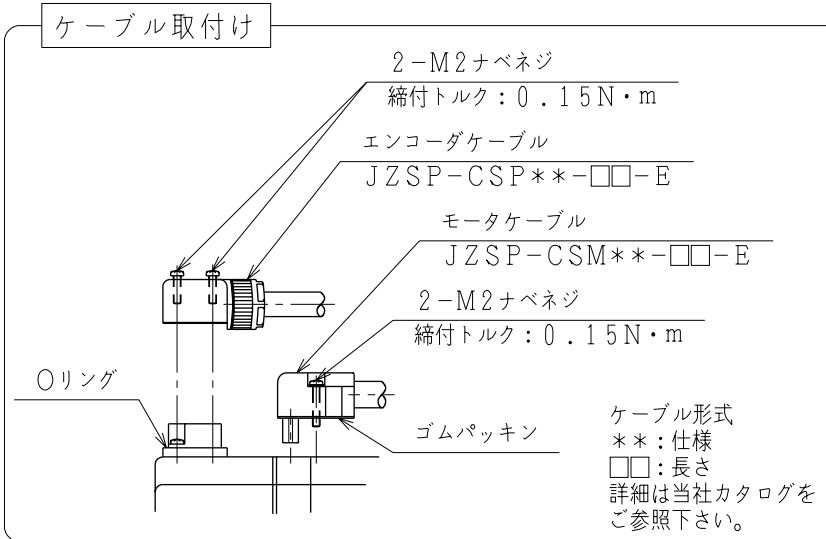 ケーブル取付け
2-M2ナベネジ
締付トルク:0.15N・m
エンコーダケーブル
JZSP-CSP**-□□-E
モータケーブル
JZSP-CSM**-□□-E
2-M2ナベネジ
締付トルク:0.15N・m
Oリング
ゴムパッキン
ケーブル形式
**:仕様
□□:長さ
詳細は当社カタログを
ご参照下さい。